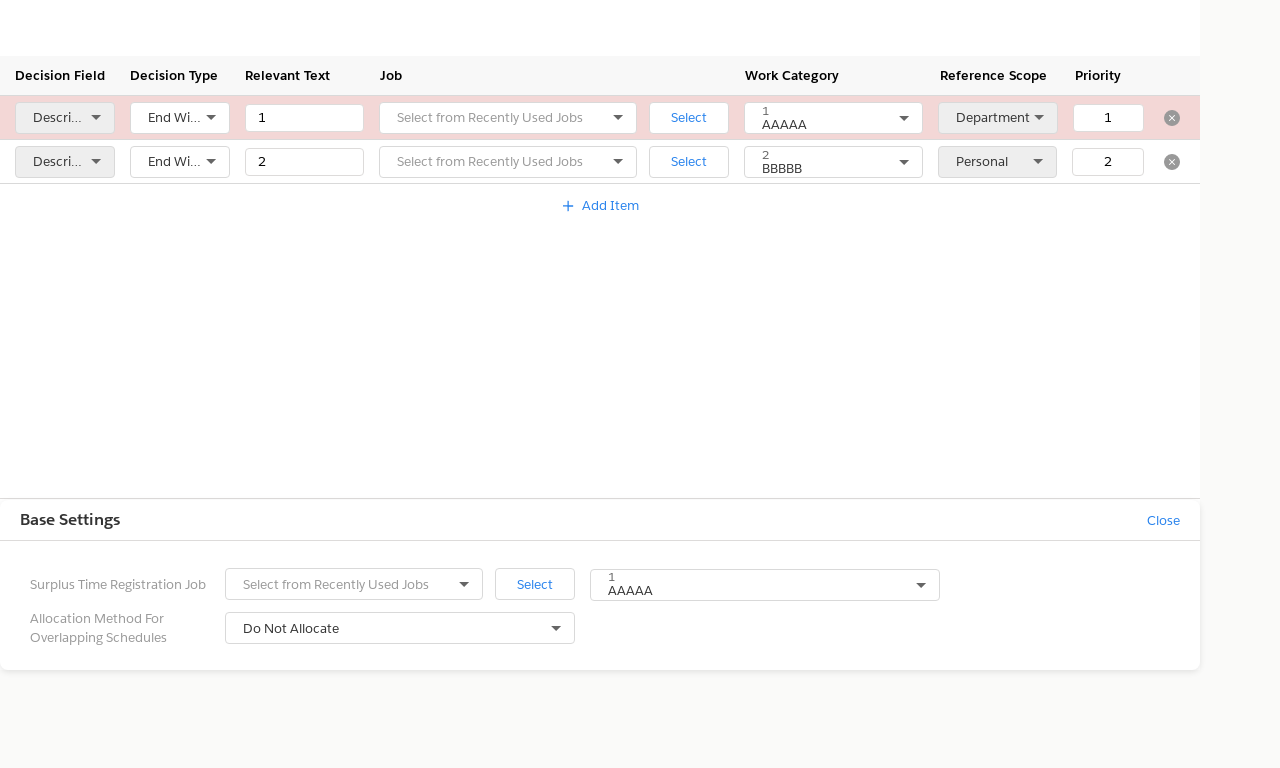 Decision Field Decision Type Relevant Text Job Work Category Reference Scope Priority
Descri... End Wi... 1 Select from Recently Used Jobs Select 1 AAAAA Department 1
Descri... End Wi... 2 Select from Recently Used Jobs Select 2 BBBBB Personal 2
Add Item
Base Settings Close
Surplus Time Registration Job Select from Recently Used Jobs Select 1 AAAAA
Allocation Method For
Overlapping Schedules
Do Not Allocate